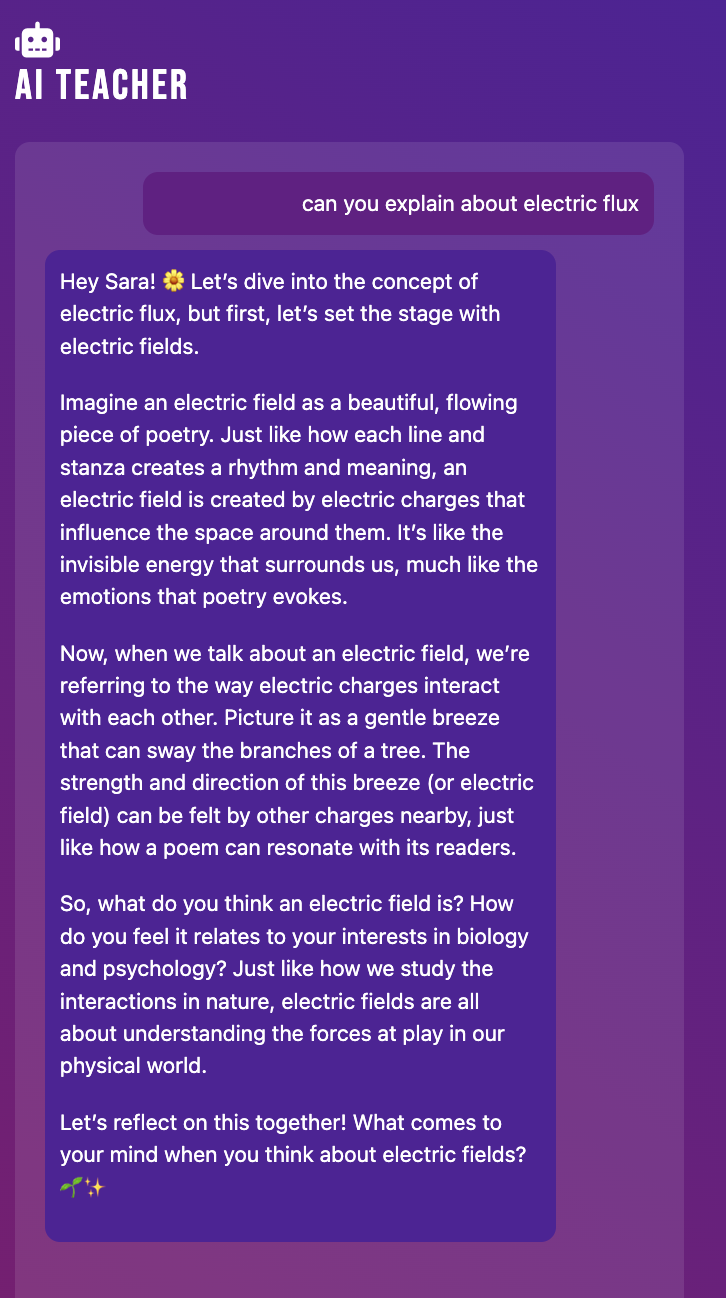 AI TEACHER
can you explain about electric flux
Hey Sara! 🌼 Let’s dive into the concept of
electric flux, but first, let’s set the stage with
electric fields.
Imagine an electric field as a beautiful, flowing
piece of poetry. Just like how each line and
stanza creates a rhythm and meaning, an
electric field is created by electric charges that
influence the space around them. It’s like the
invisible energy that surrounds us, much like the
emotions that poetry evokes.
Now, when we talk about an electric field, we’re
referring to the way electric charges interact
with each other. Picture it as a gentle breeze
that can sway the branches of a tree. The
strength and direction of this breeze (or electric
field) can be felt by other charges nearby, just
like how a poem can resonate with its readers.
So, what do you think an electric field is? How
do you feel it relates to your interests in biology
and psychology? Just like how we study the
interactions in nature, electric fields are all
about understanding the forces at play in our
physical world.
Let’s reflect on this together! What comes to
your mind when you think about electric fields?
🌱✨